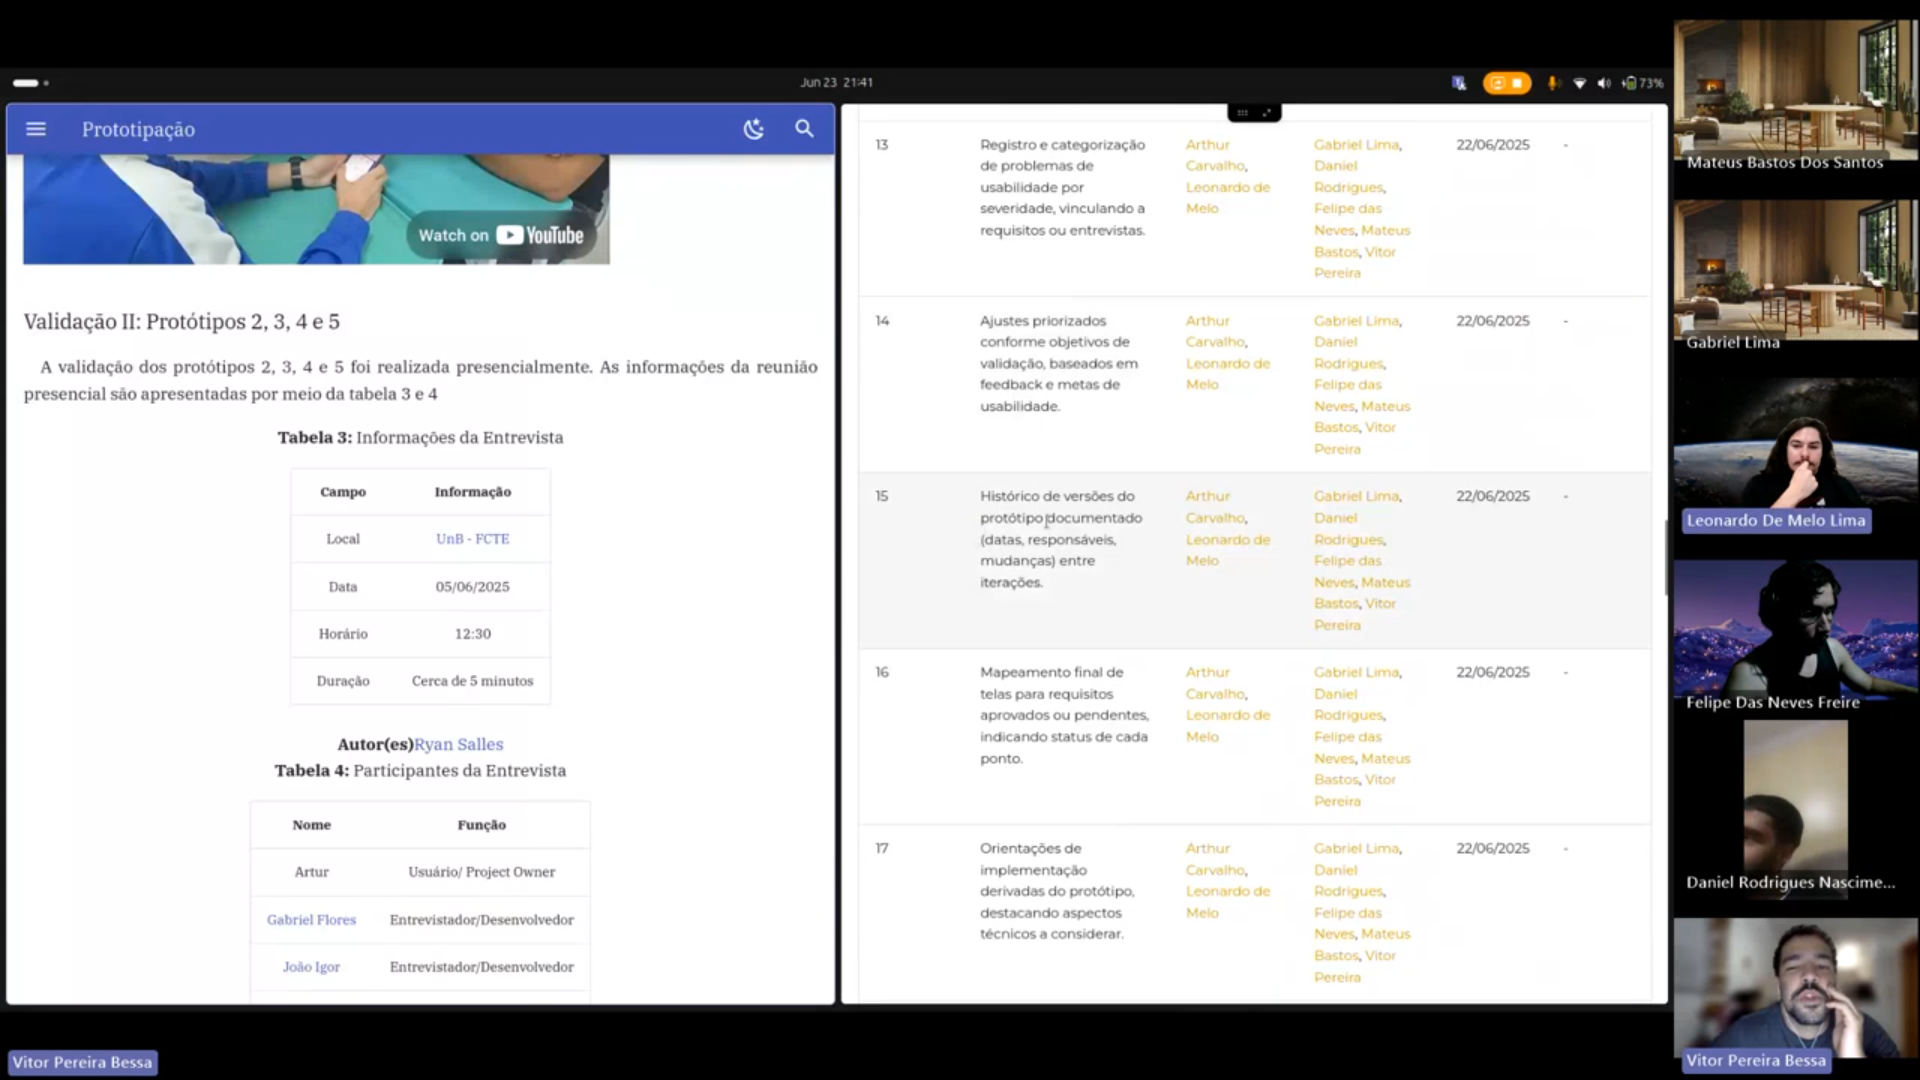 Jun 23 21:41
73%
Prototipação
Watch on YouTube
Validação II: Protótipos 2, 3, 4 e 5
A validação dos protótipos 2, 3, 4 e 5 foi realizada presencialmente. As informações da reunião
presencial são apresentadas por meio da tabela 3 e 4
Tabela 3: Informações da Entrevista
Campo Informação
Local UnB - FCTE
Data 05/06/2025
Horário 12:30
Duração Cerca de 5 minutos
Autor(es)Ryan Salles
Tabela 4: Participantes da Entrevista
Nome Função
Artur Usuário/ Project Owner
Gabriel Flores Entrevistador/Desenvolvedor
João Igor Entrevistador/Desenvolvedor
13
Registro e categorização
de problemas de
usabilidade por
severidade, vinculando a
requisitos ou entrevistas.
Arthur
Carvalho,
Leonardo de
Melo
Gabriel Lima,
Daniel
Rodrigues,
Felipe das
Neves, Mateus
Bastos, Vitor
Pereira
22/06/2025
-
14
Ajustes priorizados
conforme objetivos de
validação, baseados em
feedback e metas de
usabilidade.
Arthur
Carvalho,
Leonardo de
Melo
Gabriel Lima,
Daniel
Rodrigues,
Felipe das
Neves, Mateus
Bastos, Vitor
Pereira
22/06/2025
-
15
Histórico de versões do
protótipo documentado
(datas, responsáveis,
mudanças) entre
iterações.
Arthur
Carvalho,
Leonardo de
Melo
Gabriel Lima,
Daniel
Rodrigues,
Felipe das
Neves, Mateus
Bastos, Vitor
Pereira
22/06/2025
-
16
Mapeamento final de
telas para requisitos
aprovados ou pendentes,
indicando status de cada
ponto.
Arthur
Carvalho,
Leonardo de
Melo
Gabriel Lima,
Daniel
Rodrigues,
Felipe das
Neves, Mateus
Bastos, Vitor
Pereira
22/06/2025
-
17
Orientações de
implementação
derivadas do protótipo,
destacando aspectos
técnicos a considerar.
Arthur
Carvalho,
Leonardo de
Melo
Gabriel Lima,
Daniel
Rodrigues,
Felipe das
Neves, Mateus
Bastos, Vitor
Pereira
22/06/2025
-
Mateus Bastos Dos Santos
Gabriel Lima
Leonardo De Melo Lima
Felipe Das Neves Freire
Daniel Rodrigues Nascime...
Vitor Pereira Bessa
Vitor Pereira Bessa